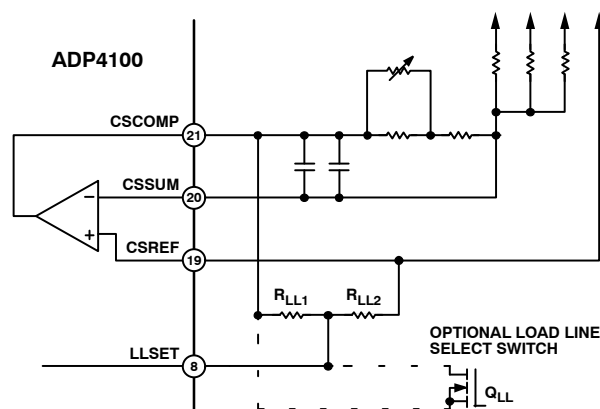 ADP4100
CSCOMP
21
CSSUM
20
CSREF
19
RLL1 RLL2
OPTIONAL LOAD LINE
SELECT SWITCH
LLSET
8
QLL
−
+